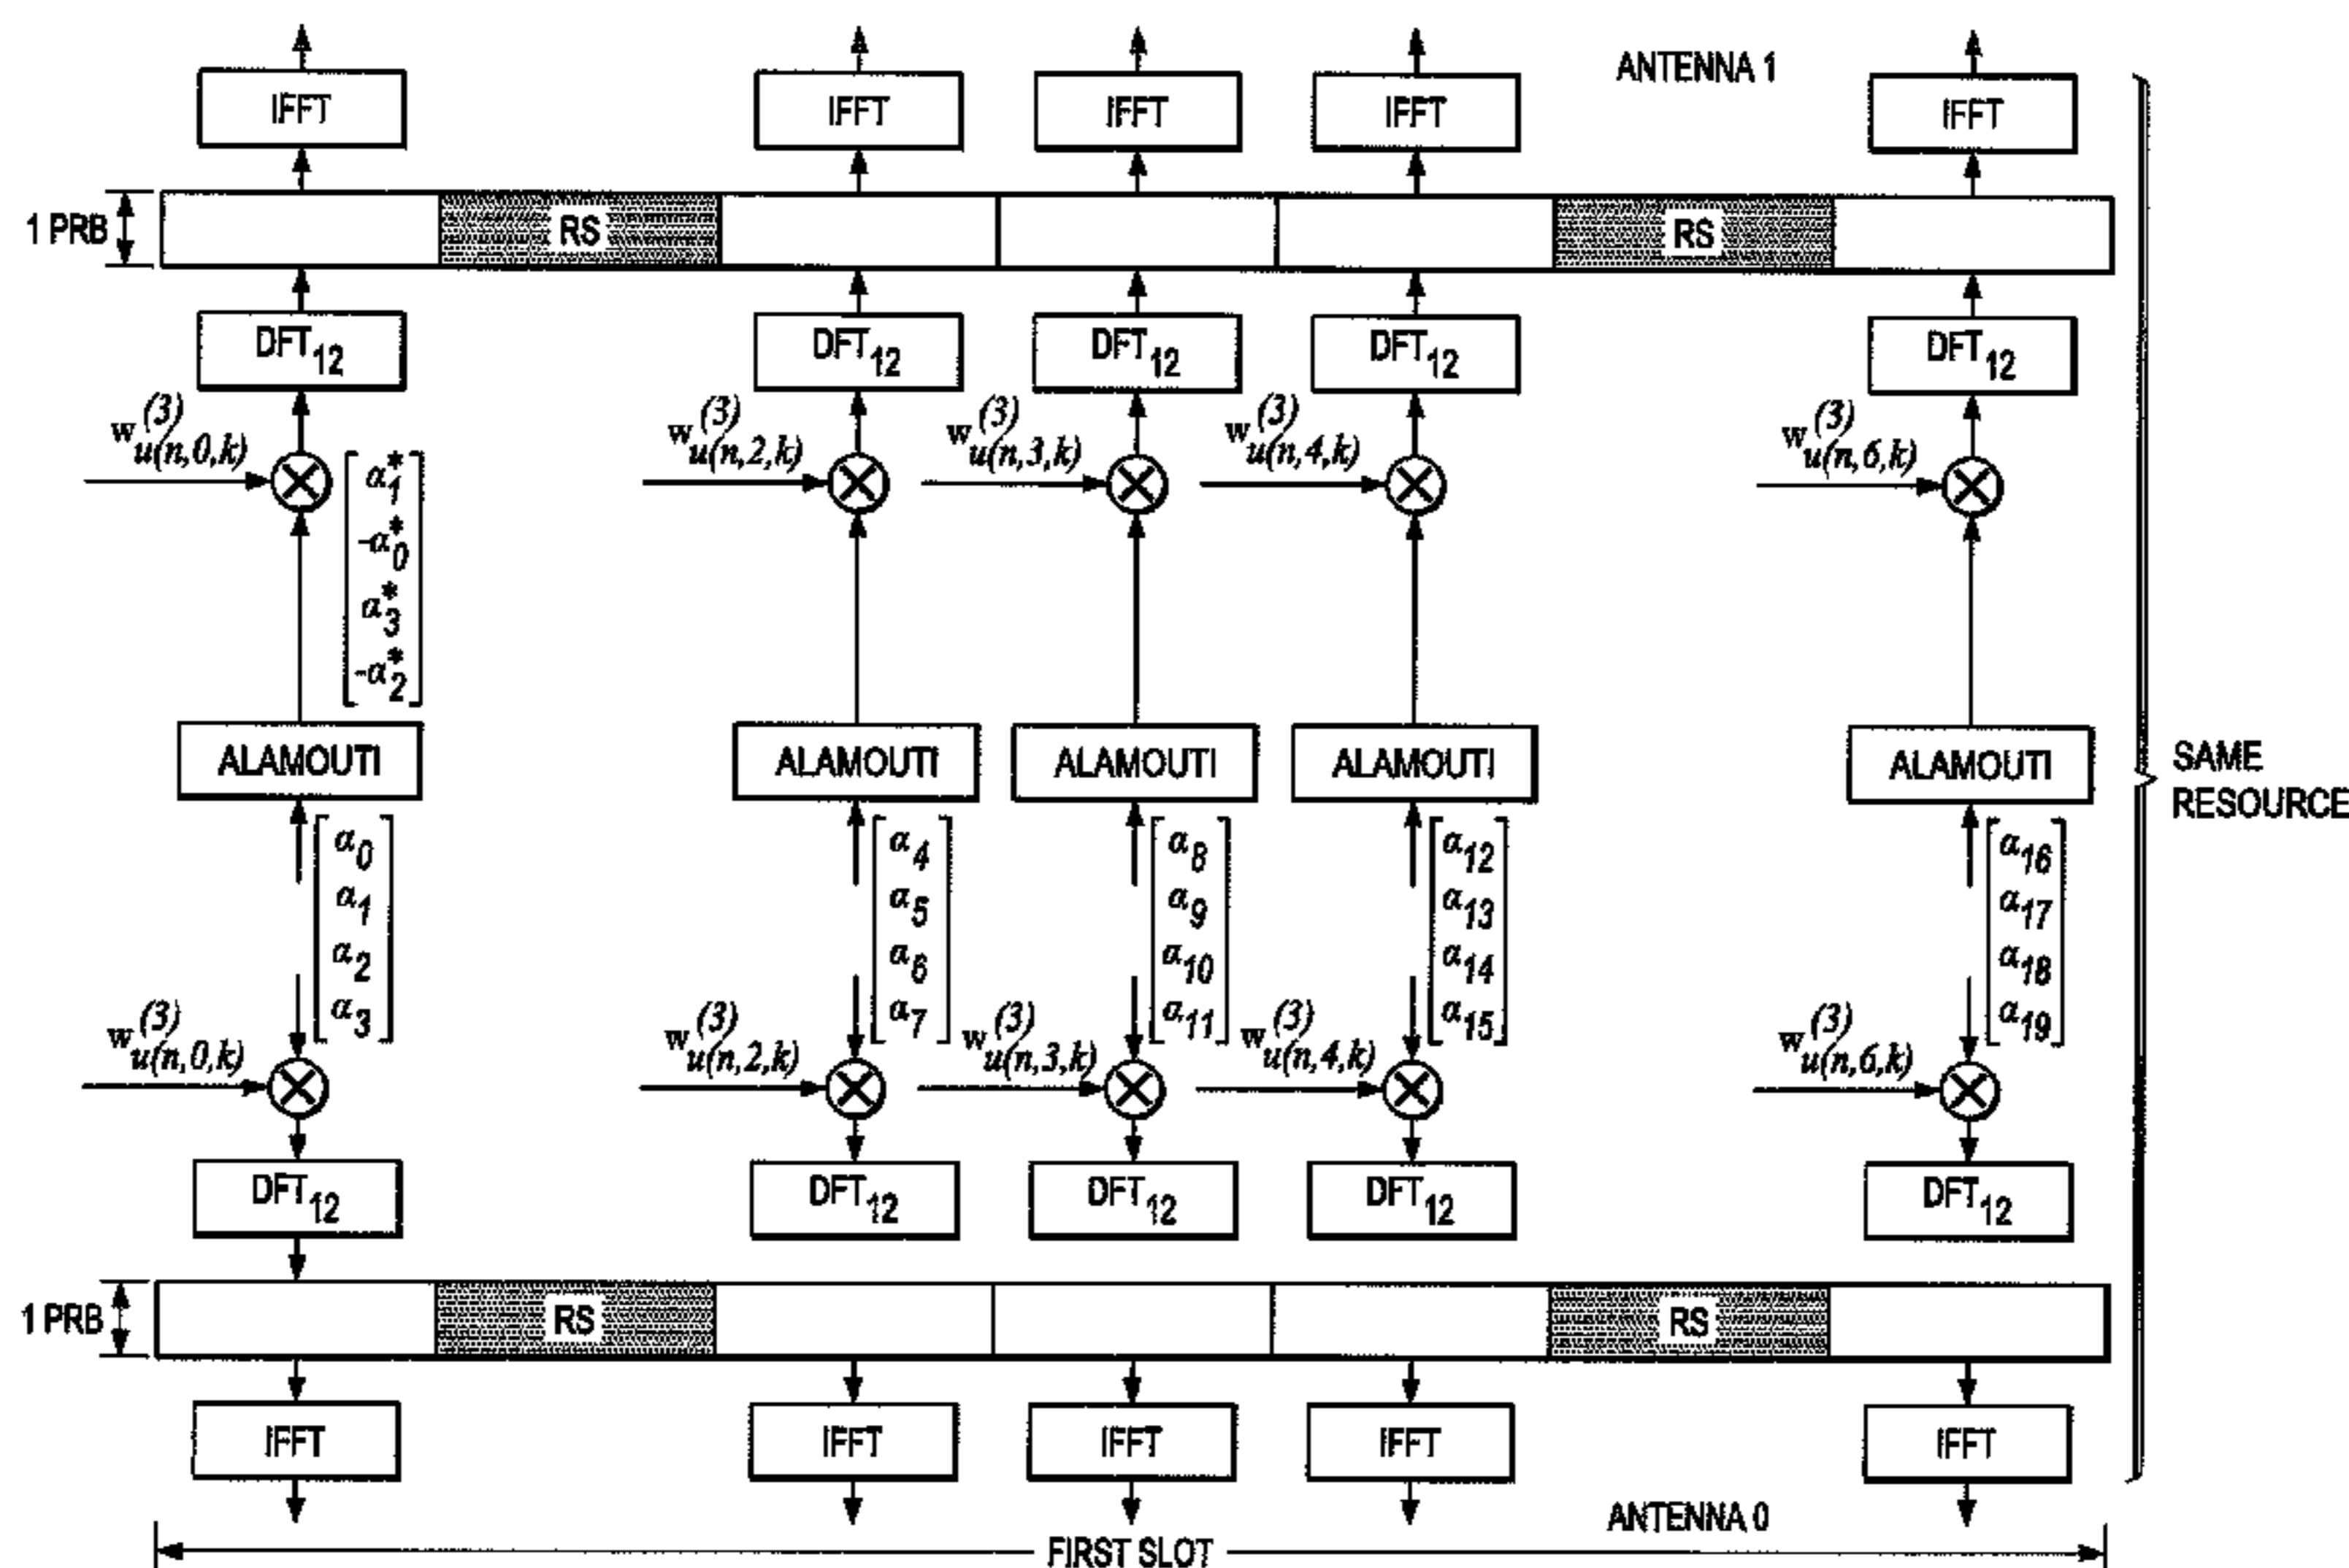 ANTENNA 1
IFFT IFFT IFFT IFFT IFFT
1 PRB RS RS
DFT12 DFT12 DFT12 DFT12 DFT12
w(3)u(n,0,k) w(3)u(n,2,k) w(3)u(n,3,k) w(3)u(n,4,k) w(3)u(n,6,k)
α*1
-α*0
α*3
-α*2
ALAMOUTI ALAMOUTI ALAMOUTI ALAMOUTI ALAMOUTI
SAME
RESOURCE
α0 α4 α8 α12 α16
α1 α5 α9 α13 α17
α2 α6 α10 α14 α18
α3 α7 α11 α15 α19
w(3)u(n,0,k) w(3)u(n,2,k) w(3)u(n,3,k) w(3)u(n,4,k) w(3)u(n,6,k)
DFT12 DFT12 DFT12 DFT12 DFT12
1 PRB RS RS
IFFT IFFT IFFT IFFT IFFT
ANTENNA 0
FIRST SLOT